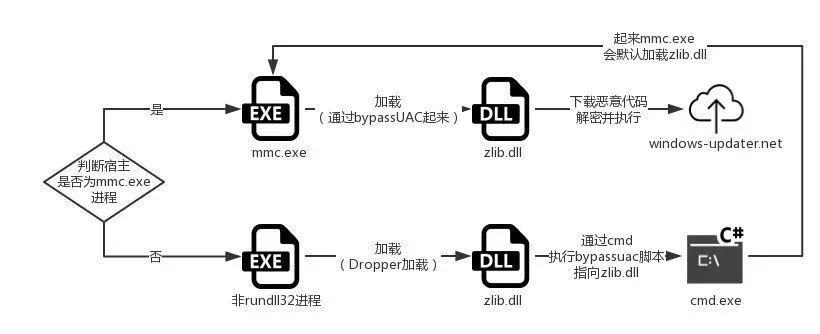 起来mmc.exe
会默认加载zlib.dll
是
EXE
加载
（通过bypassUAC起来）
DLL
下载恶意代码
解密并执行
mmc.exe
zlib.dll
windows-updater.net
判断宿主
是否为mmc.exe
进程
否
EXE
加载
（Dropper加载）
DLL
通过cmd
执行bypassuac脚本
指向zlib.dll
C#
C:\
非rundll32进程
zlib.dll
cmd.exe